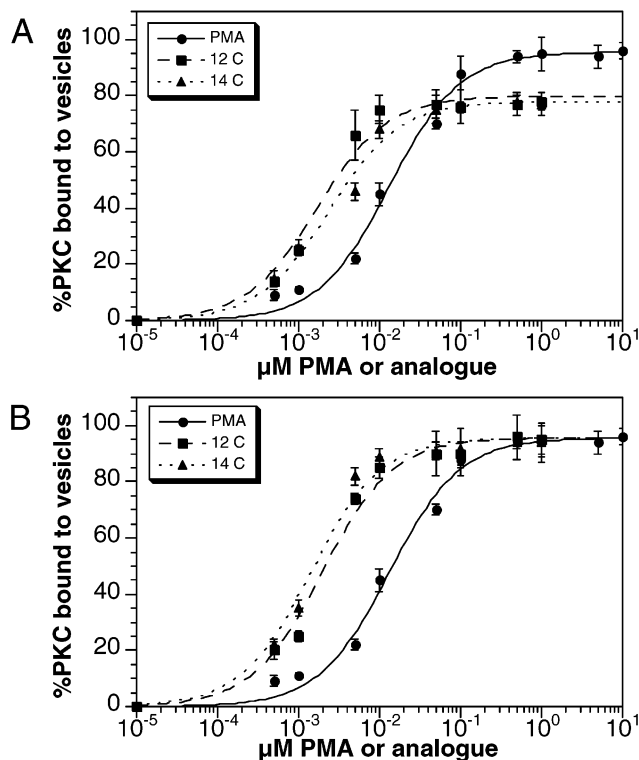 A
PMA
12 C
14 C
%PKC bound to vesicles
100
80
60
40
20
0
10⁻⁵ 10⁻⁴ 10⁻³ 10⁻² 10⁻¹ 10⁰ 10¹
µM PMA or analogue
B
PMA
12 C
14 C
%PKC bound to vesicles
100
80
60
40
20
0
10⁻⁵ 10⁻⁴ 10⁻³ 10⁻² 10⁻¹ 10⁰ 10¹
µM PMA or analogue